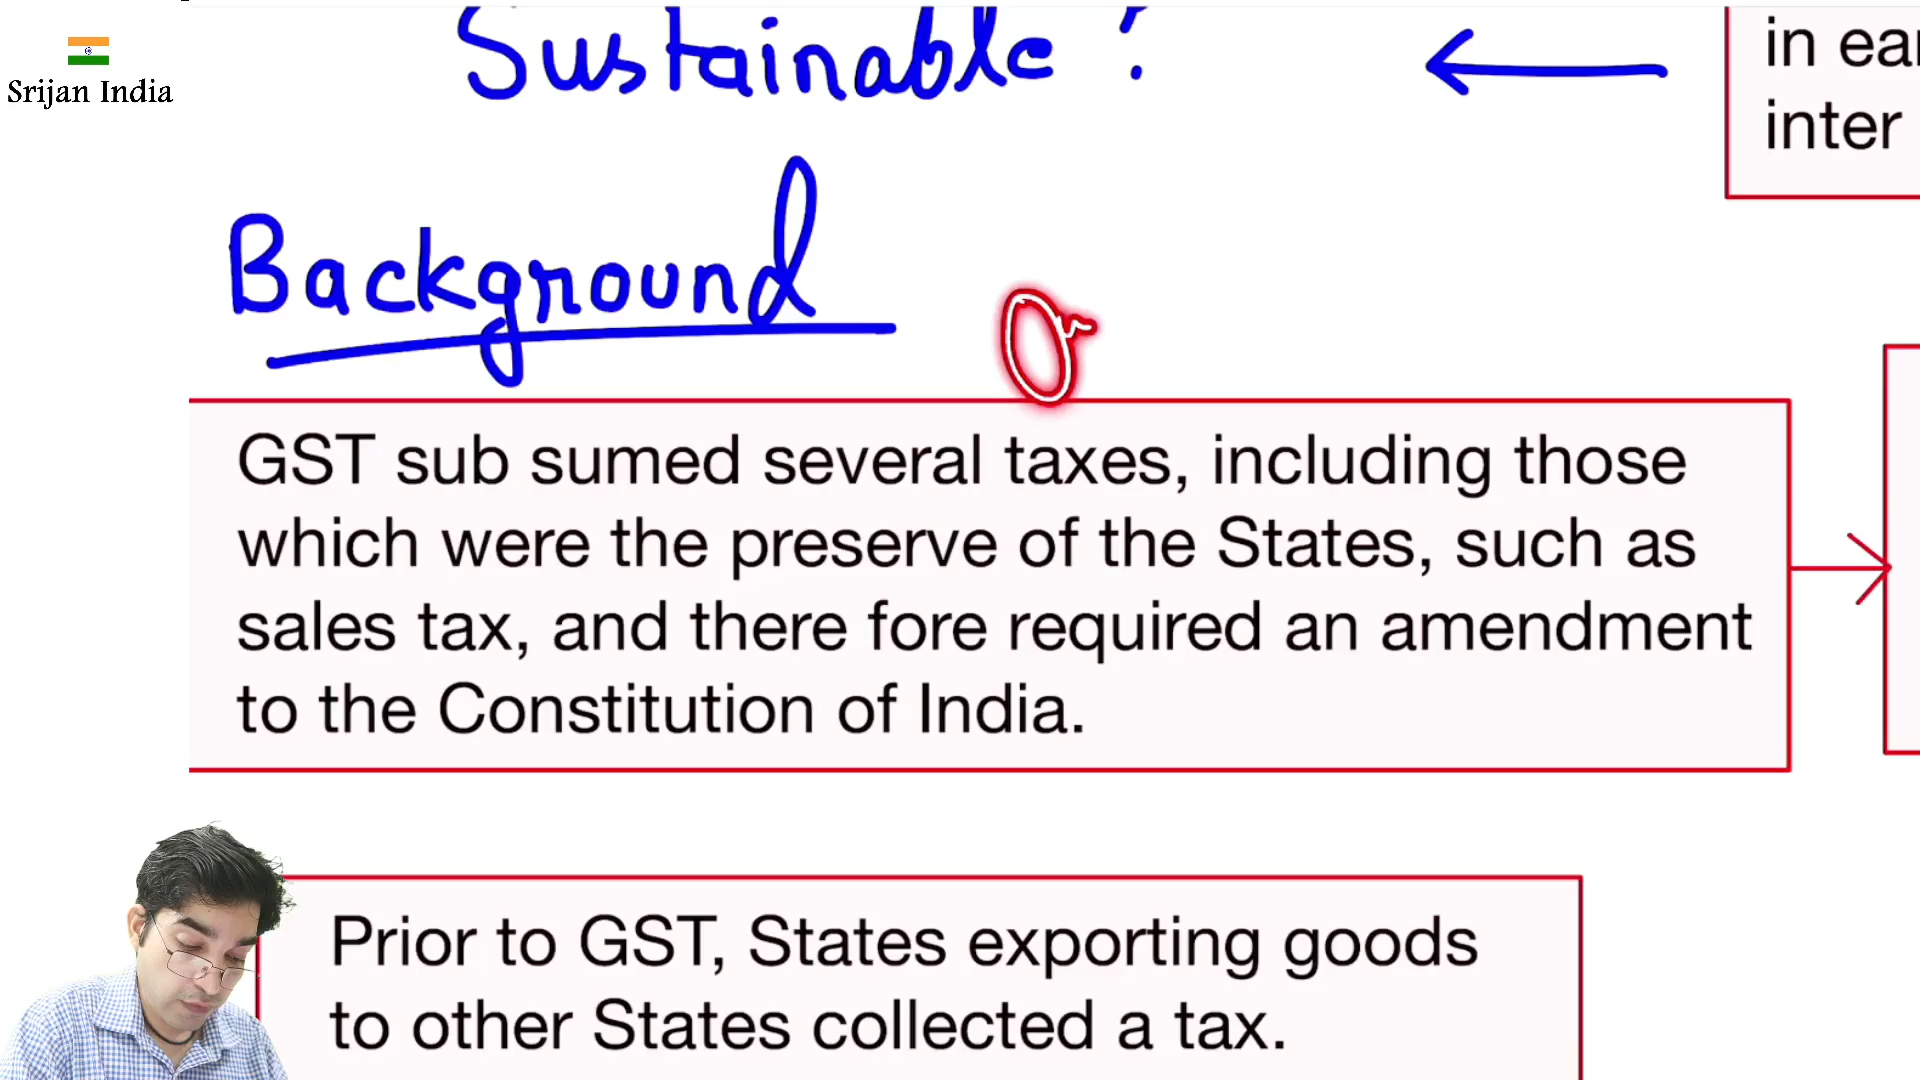 Srijan India
Sustainable?
in
inter
Background
GST sub sumed several taxes, including those
which were the preserve of the States, such as
sales tax, and there fore required an amendment
to the Constitution of India.
Prior to GST, States exporting goods
to other States collected a tax.